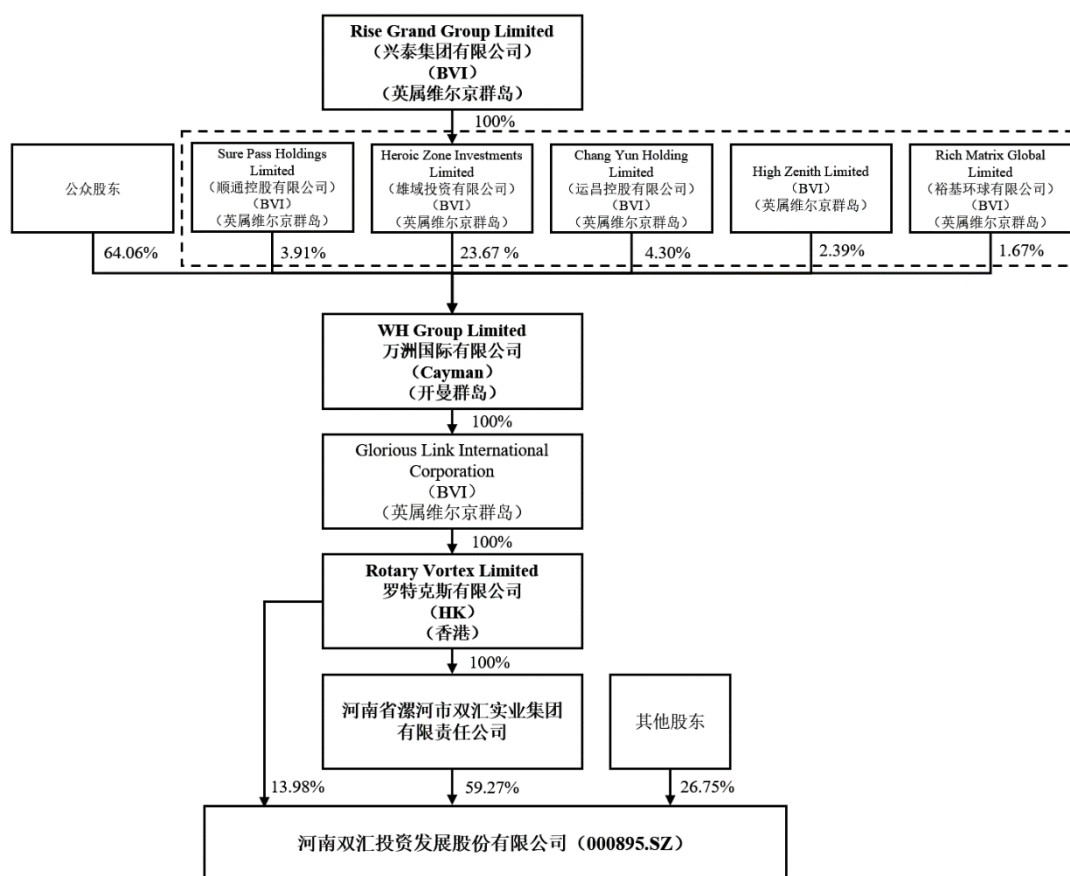 Rise Grand Group Limited
（兴泰集团有限公司）
（BVI）
（英属维尔京群岛）
100%
公众股东
Sure Pass Holdings
Limited
（顺通控股有限公司）
（BVI）
（英属维尔京群岛）
Heroic Zone Investments
Limited
（雄域投资有限公司）
（BVI）
（英属维尔京群岛）
Chang Yun Holding
Limited
（运昌控股有限公司）
（BVI）
（英属维尔京群岛）
High Zenith Limited
（BVI）
（英属维尔京群岛）
Rich Matrix Global
Limited
（裕基环球有限公司）
（BVI）
（英属维尔京群岛）
64.06%
3.91%
23.67 %
4.30%
2.39%
1.67%
WH Group Limited
万洲国际有限公司
（Cayman）
（开曼群岛）
100%
Glorious Link International
Corporation
（BVI）
（英属维尔京群岛）
100%
Rotary Vortex Limited
罗特克斯有限公司
（HK）
（香港）
100%
河南省漯河市双汇实业集团
有限责任公司
其他股东
13.98%
59.27%
26.75%
河南双汇投资发展股份有限公司（000895.SZ）